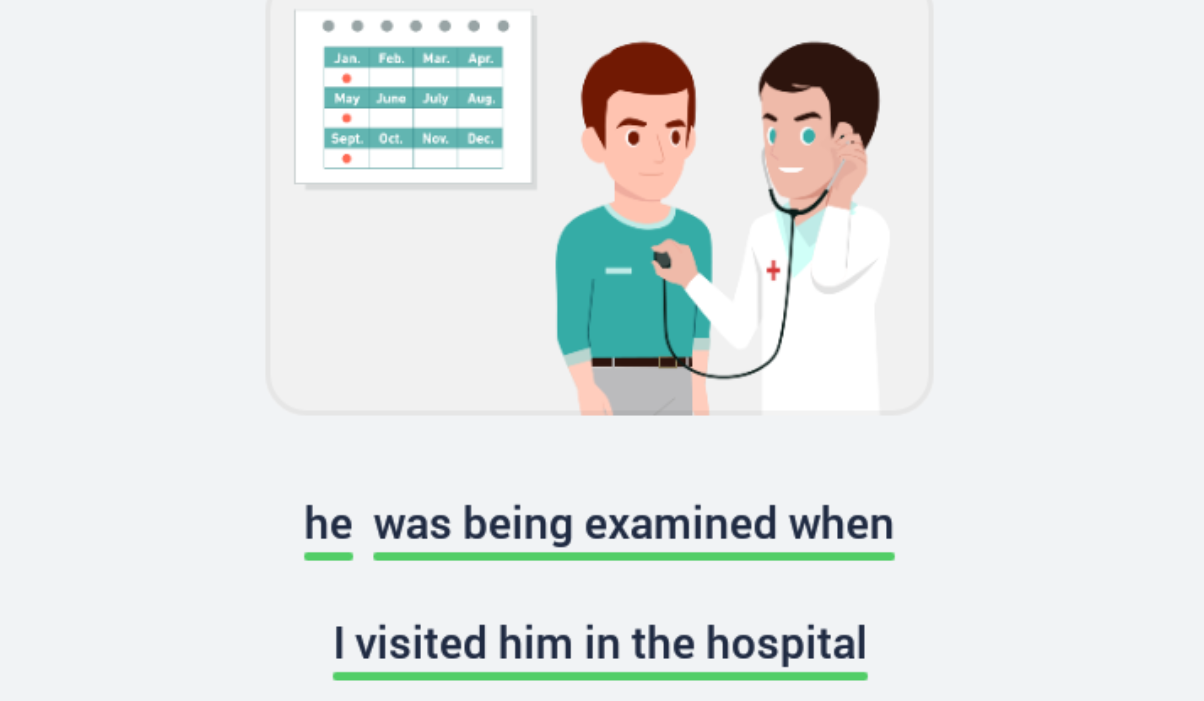 Jan. Feb. Mar. Apr.
May June July Aug.
Sept. Oct. Nov. Dec.
he was being examined when
I visited him in the hospital